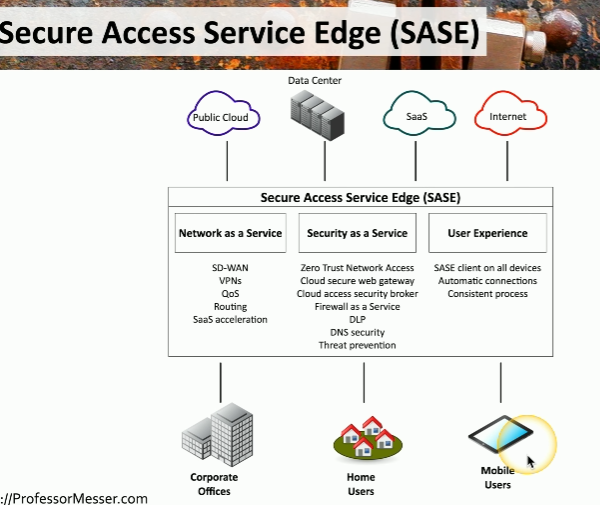 Secure Access Service Edge (SASE)
Data Center
Public Cloud
SaaS
Internet
Secure Access Service Edge (SASE)
Network as a Service
Security as a Service
User Experience
SD-WAN
VPNs
QoS
Routing
SaaS acceleration
Zero Trust Network Access
Cloud secure web gateway
Cloud access security broker
Firewall as a Service
DLP
DNS security
Threat prevention
SASE client on all devices
Automatic connections
Consistent process
Corporate
Offices
Home
Users
Mobile
Users
://ProfessorMesser.com